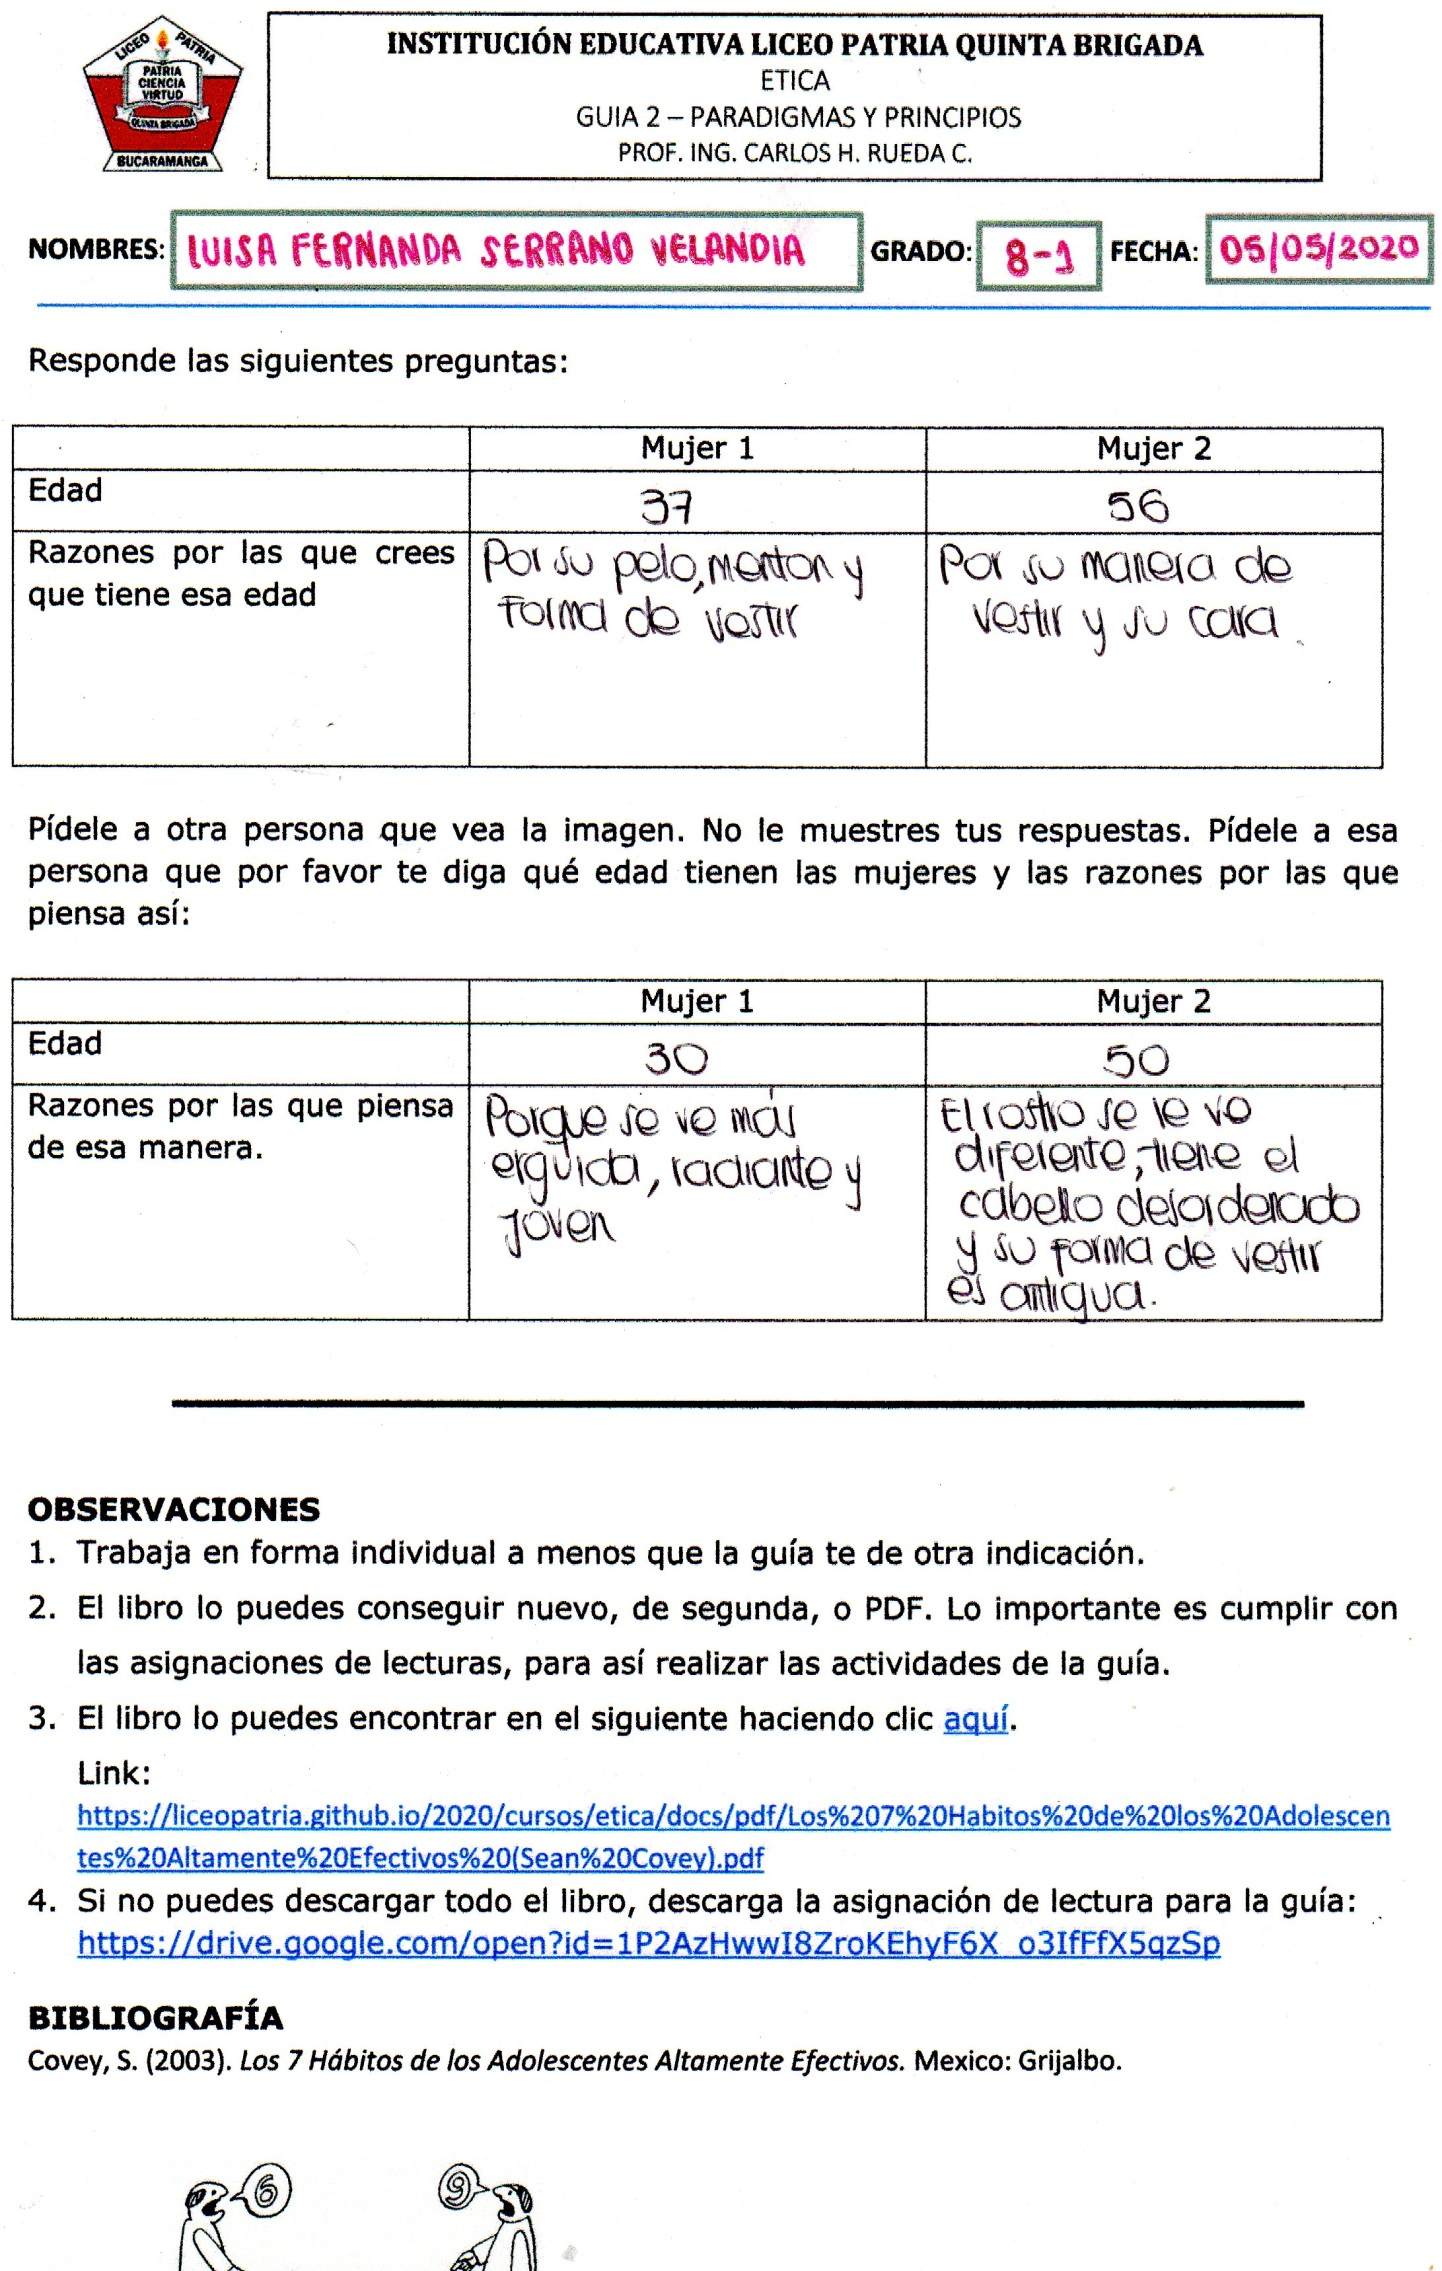 LICEO PATRIA
PATRIA
CIENCIA
VIRTUD
QUINTA BRIGADA
BUCARAMANGA
INSTITUCIÓN EDUCATIVA LICEO PATRIA QUINTA BRIGADA
ETICA
GUIA 2 – PARADIGMAS Y PRINCIPIOS
PROF. ING. CARLOS H. RUEDA C.
NOMBRES: LUISA FERNANDA SERRANO VELANDIA GRADO: 8-1 FECHA: 05/05/2020
Responde las siguientes preguntas:
Mujer 1 Mujer 2
Edad 37 56
Razones por las que crees que tiene esa edad
Por su pelo, menton y
forma de vestir
Por su manera de
vestir y su cara.
Pídele a otra persona que vea la imagen. No le muestres tus respuestas. Pídele a esa
persona que por favor te diga qué edad tienen las mujeres y las razones por las que
piensa así:
Mujer 1 Mujer 2
Edad 30 50
Razones por las que piensa
de esa manera.
Porque se ve más
erguida, radiante y
joven
El rostro se le ve
diferente, tiene el
cabello desordenado
y su forma de vestir
es antigua.
OBSERVACIONES
1. Trabaja en forma individual a menos que la guía te de otra indicación.
2. El libro lo puedes conseguir nuevo, de segunda, o PDF. Lo importante es cumplir con
las asignaciones de lecturas, para así realizar las actividades de la guía.
3. El libro lo puedes encontrar en el siguiente haciendo clic aquí.
Link:
https://liceopatria.github.io/2020/cursos/etica/docs/pdf/Los%207%20Habitos%20de%20los%20Adolescen
tes%20Altamente%20Efectivos%20(Sean%20Covey).pdf
4. Si no puedes descargar todo el libro, descarga la asignación de lectura para la guía:
https://drive.google.com/open?id=1P2AzHwwI8ZroKEhyF6X_o3IfFfX5qzSp
BIBLIOGRAFÍA
Covey, S. (2003). Los 7 Hábitos de los Adolescentes Altamente Efectivos. Mexico: Grijalbo.
6 9